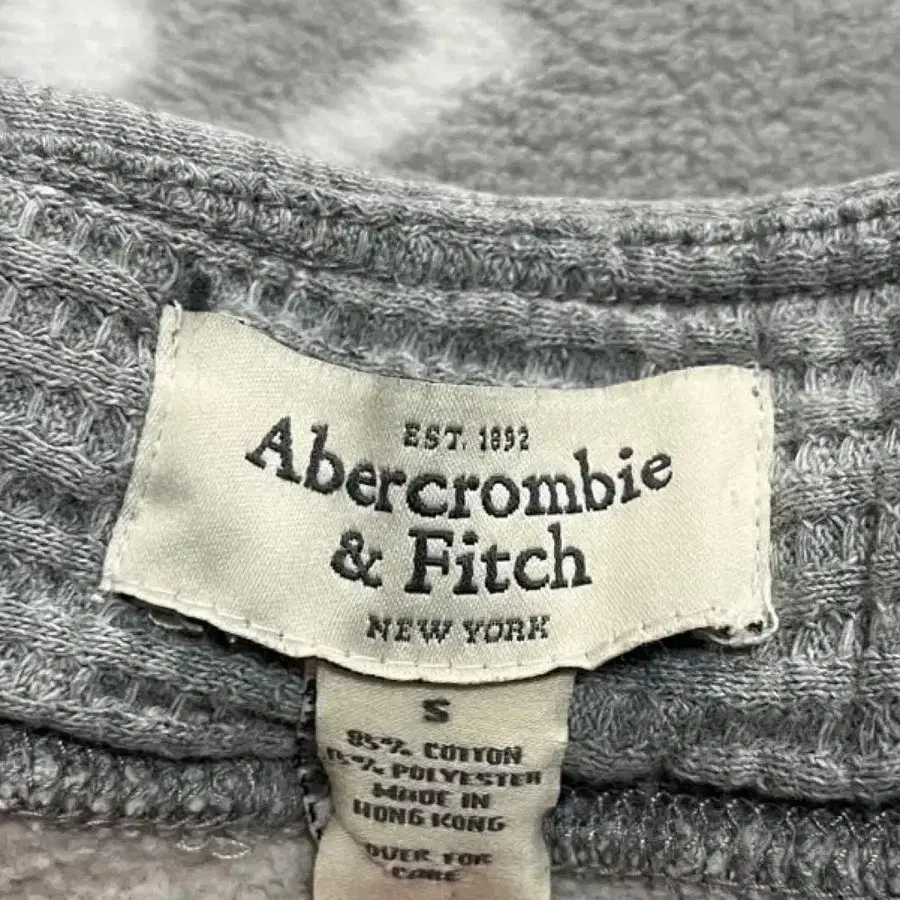 EST. 1892
Abercrombie
& Fitch
NEW YORK
S
85% COTTON
15% POLYESTER
MADE IN
HONG KONG
OVER FOR
CARE